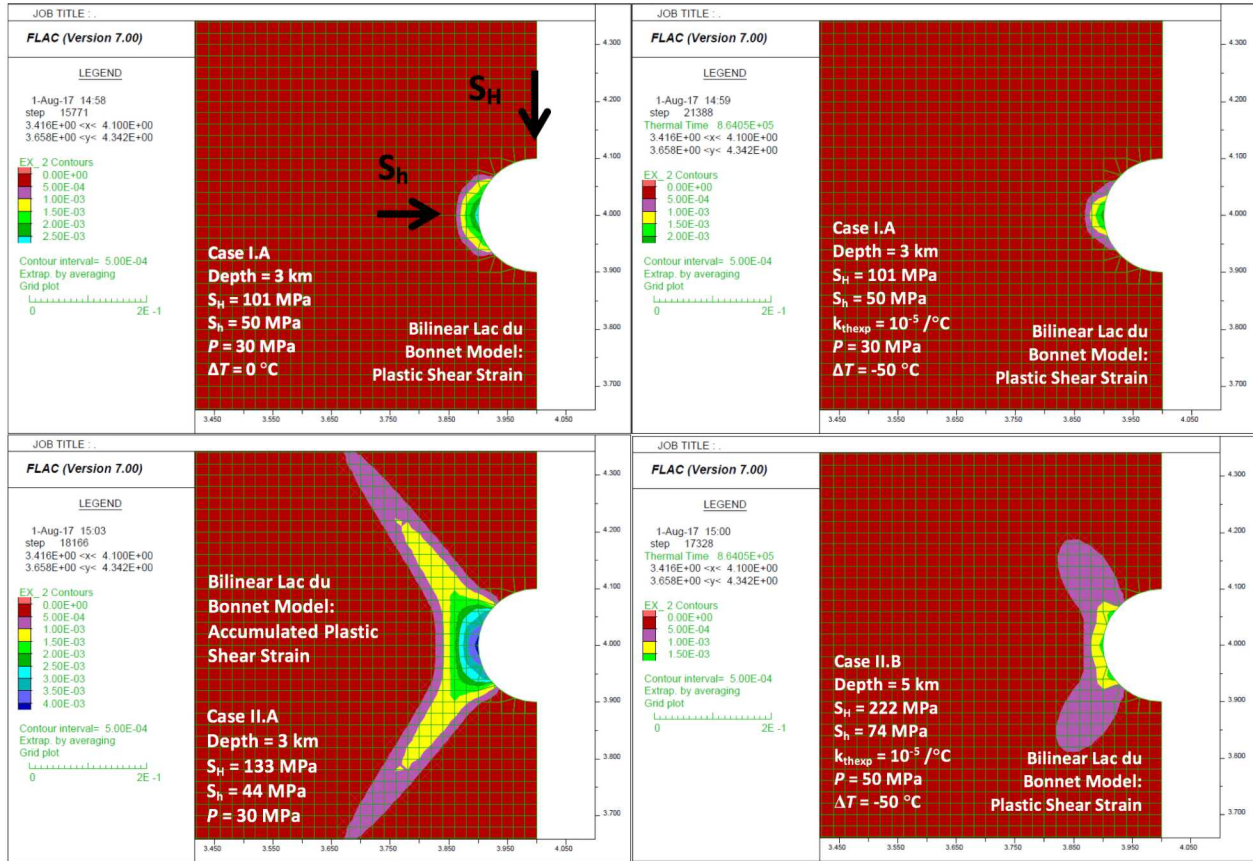 JOB TITLE : .
FLAC (Version 7.00)
LEGEND
1-Aug-17 14:58
step 15771
3.416E+00 <x< 4.100E+00
3.658E+00 <y< 4.342E+00
EX_ 2 Contours
0.00E+00
5.00E-04
1.00E-03
1.50E-03
2.00E-03
2.50E-03
Contour interval= 5.00E-04
Extrap. by averaging
Grid plot
0 2E -1
SH
Sh
Case I.A
Depth = 3 km
SH = 101 MPa
Sh = 50 MPa
P = 30 MPa
ΔT = 0 °C
Bilinear Lac du
Bonnet Model:
Plastic Shear Strain
4.300
4.200
4.100
4.000
3.900
3.800
3.700
3.450 3.550 3.650 3.750 3.850 3.950 4.050
JOB TITLE : .
FLAC (Version 7.00)
LEGEND
1-Aug-17 14:59
step 21388
Thermal Time 8.6405E+05
3.416E+00 <x< 4.100E+00
3.658E+00 <y< 4.342E+00
EX_ 2 Contours
0.00E+00
5.00E-04
1.00E-03
1.50E-03
2.00E-03
Contour interval= 5.00E-04
Extrap. by averaging
Grid plot
0 2E -1
Case I.A
Depth = 3 km
SH = 101 MPa
Sh = 50 MPa
kthexp = 10-5 /°C
P = 30 MPa
ΔT = -50 °C
Bilinear Lac du
Bonnet Model:
Plastic Shear Strain
4.300
4.200
4.100
4.000
3.900
3.800
3.700
3.450 3.550 3.650 3.750 3.850 3.950 4.050
JOB TITLE : .
FLAC (Version 7.00)
LEGEND
1-Aug-17 15:03
step 18166
3.416E+00 <x< 4.100E+00
3.658E+00 <y< 4.342E+00
EX_ 2 Contours
0.00E+00
5.00E-04
1.00E-03
1.50E-03
2.00E-03
2.50E-03
3.00E-03
3.50E-03
4.00E-03
Contour interval= 5.00E-04
Extrap. by averaging
Grid plot
0 2E -1
Bilinear Lac du
Bonnet Model:
Accumulated Plastic
Shear Strain
Case II.A
Depth = 3 km
SH = 133 MPa
Sh = 44 MPa
P = 30 MPa
4.300
4.200
4.100
4.000
3.900
3.800
3.700
3.450 3.550 3.650 3.750 3.850 3.950 4.050
JOB TITLE : .
FLAC (Version 7.00)
LEGEND
1-Aug-17 15:00
step 17328
Thermal Time 8.6405E+05
3.416E+00 <x< 4.100E+00
3.658E+00 <y< 4.342E+00
EX_ 2 Contours
0.00E+00
5.00E-04
1.00E-03
1.50E-03
Contour interval= 5.00E-04
Extrap. by averaging
Grid plot
0 2E -1
Case II.B
Depth = 5 km
SH = 222 MPa
Sh = 74 MPa
kthexp = 10-5 /°C
P = 50 MPa
ΔT = -50 °C
Bilinear Lac du
Bonnet Model:
Plastic Shear Strain
4.300
4.200
4.100
4.000
3.900
3.800
3.700
3.450 3.550 3.650 3.750 3.850 3.950 4.050